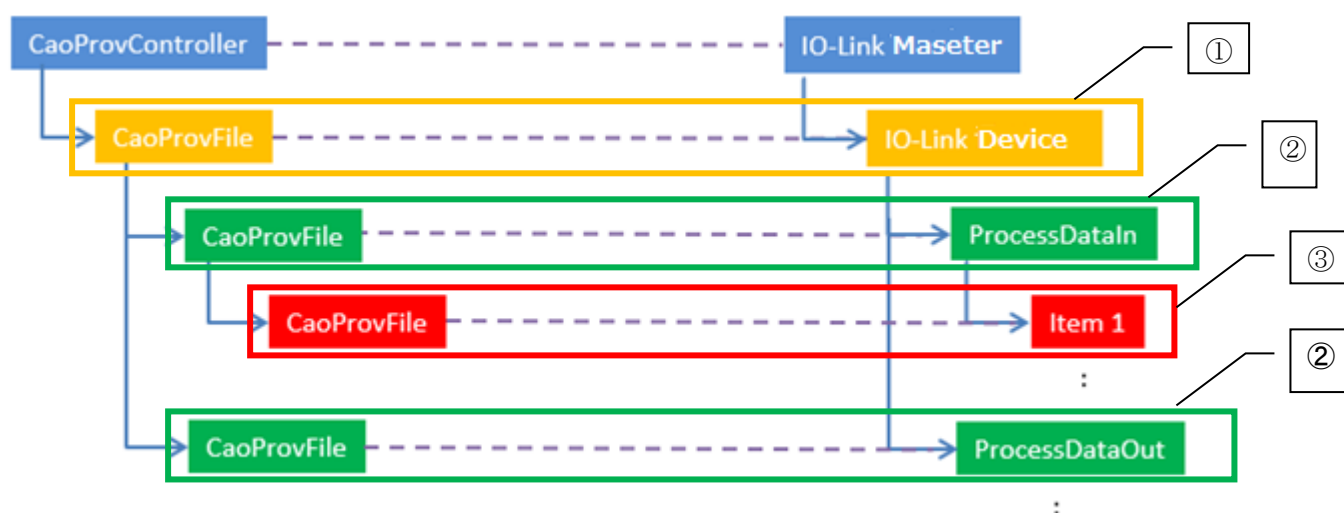 CaoProvController IO-Link Maseter ①
CaoProvFile IO-Link Device
②
CaoProvFile ProcessDataIn
③
CaoProvFile Item 1
②
:
CaoProvFile ProcessDataOut
: